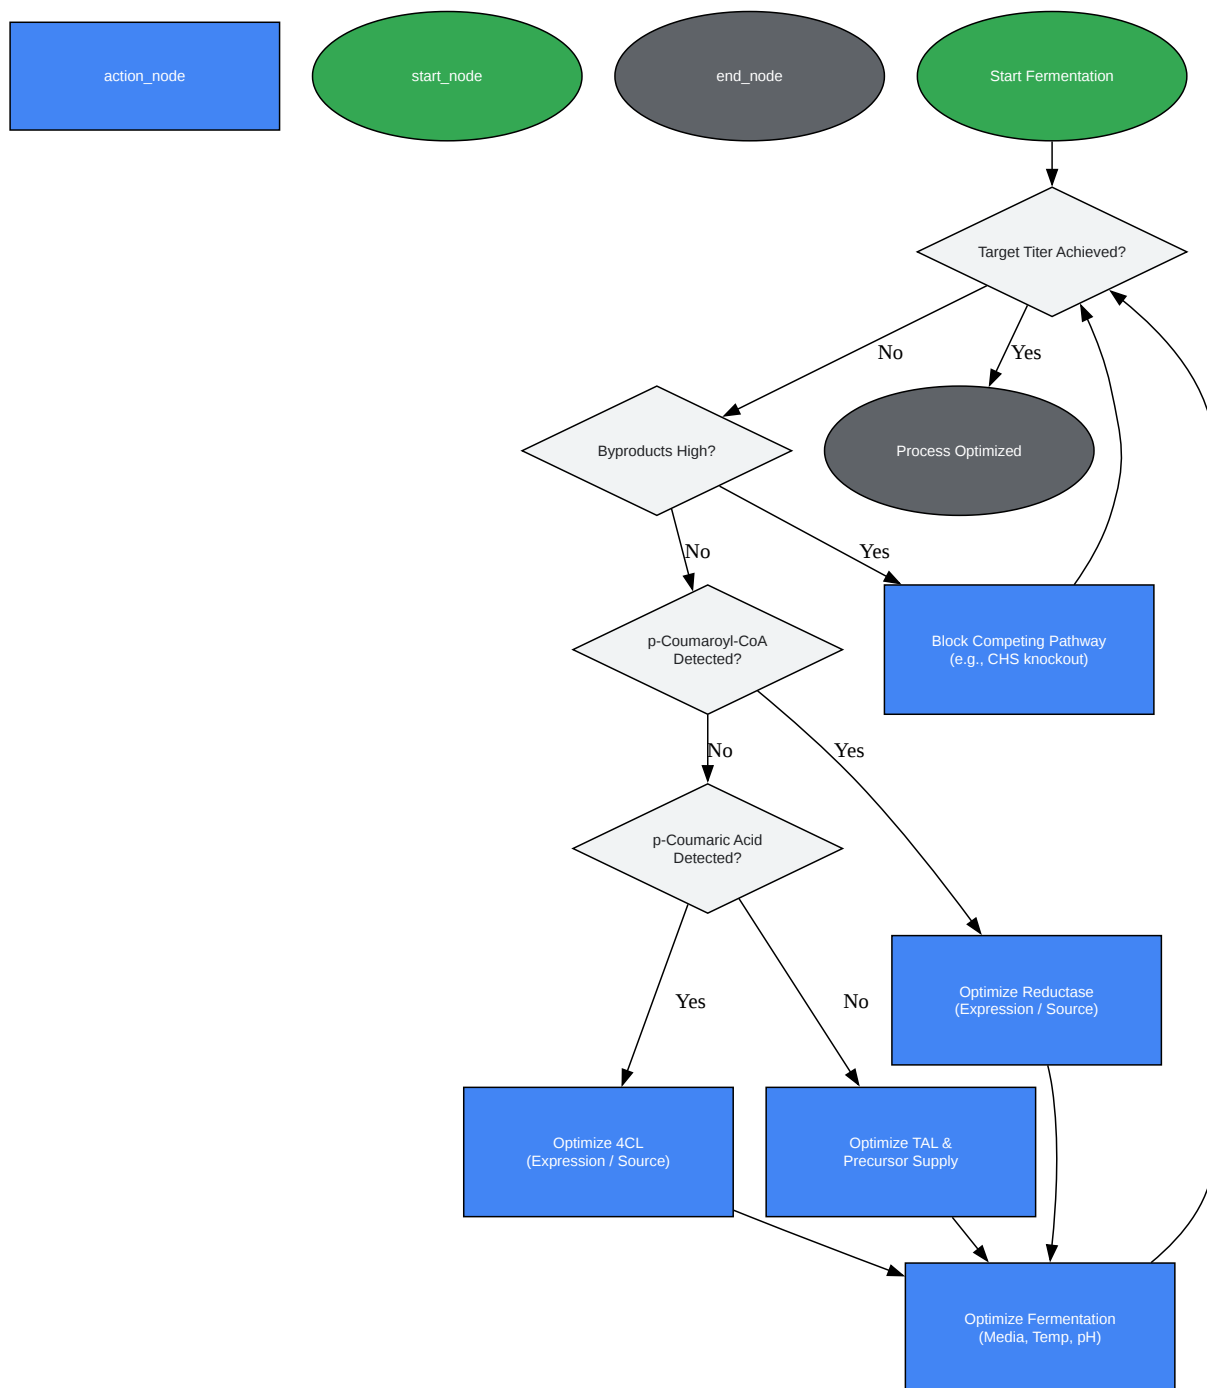 action_node
start_node
end_node
Start Fermentation
Target Titer Achieved?
No
Yes
Byproducts High?
Process Optimized
No
Yes
p-Coumaroyl-CoA
Detected?
Block Competing Pathway
(e.g., CHS knockout)
No
Yes
p-Coumaric Acid
Detected?
Yes
No
Optimize Reductase
(Expression / Source)
Optimize 4CL
(Expression / Source)
Optimize TAL &
Precursor Supply
Optimize Fermentation
(Media, Temp, pH)